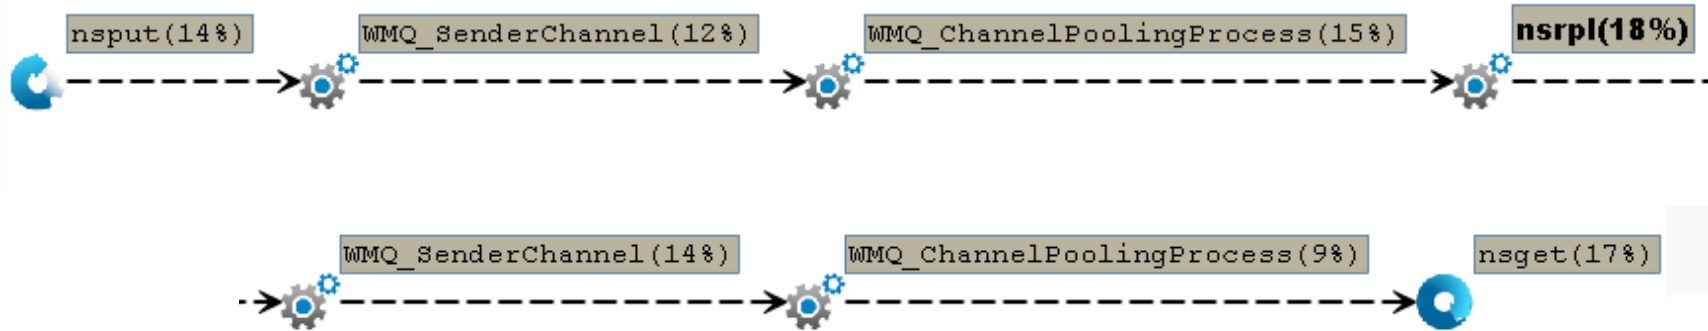 nsput(14%)
WMQ_SenderChannel(12%)
WMQ_ChannelPoolingProcess(15%)
nsrpl(18%)
WMQ_SenderChannel(14%)
WMQ_ChannelPoolingProcess(9%)
nsget(17%)